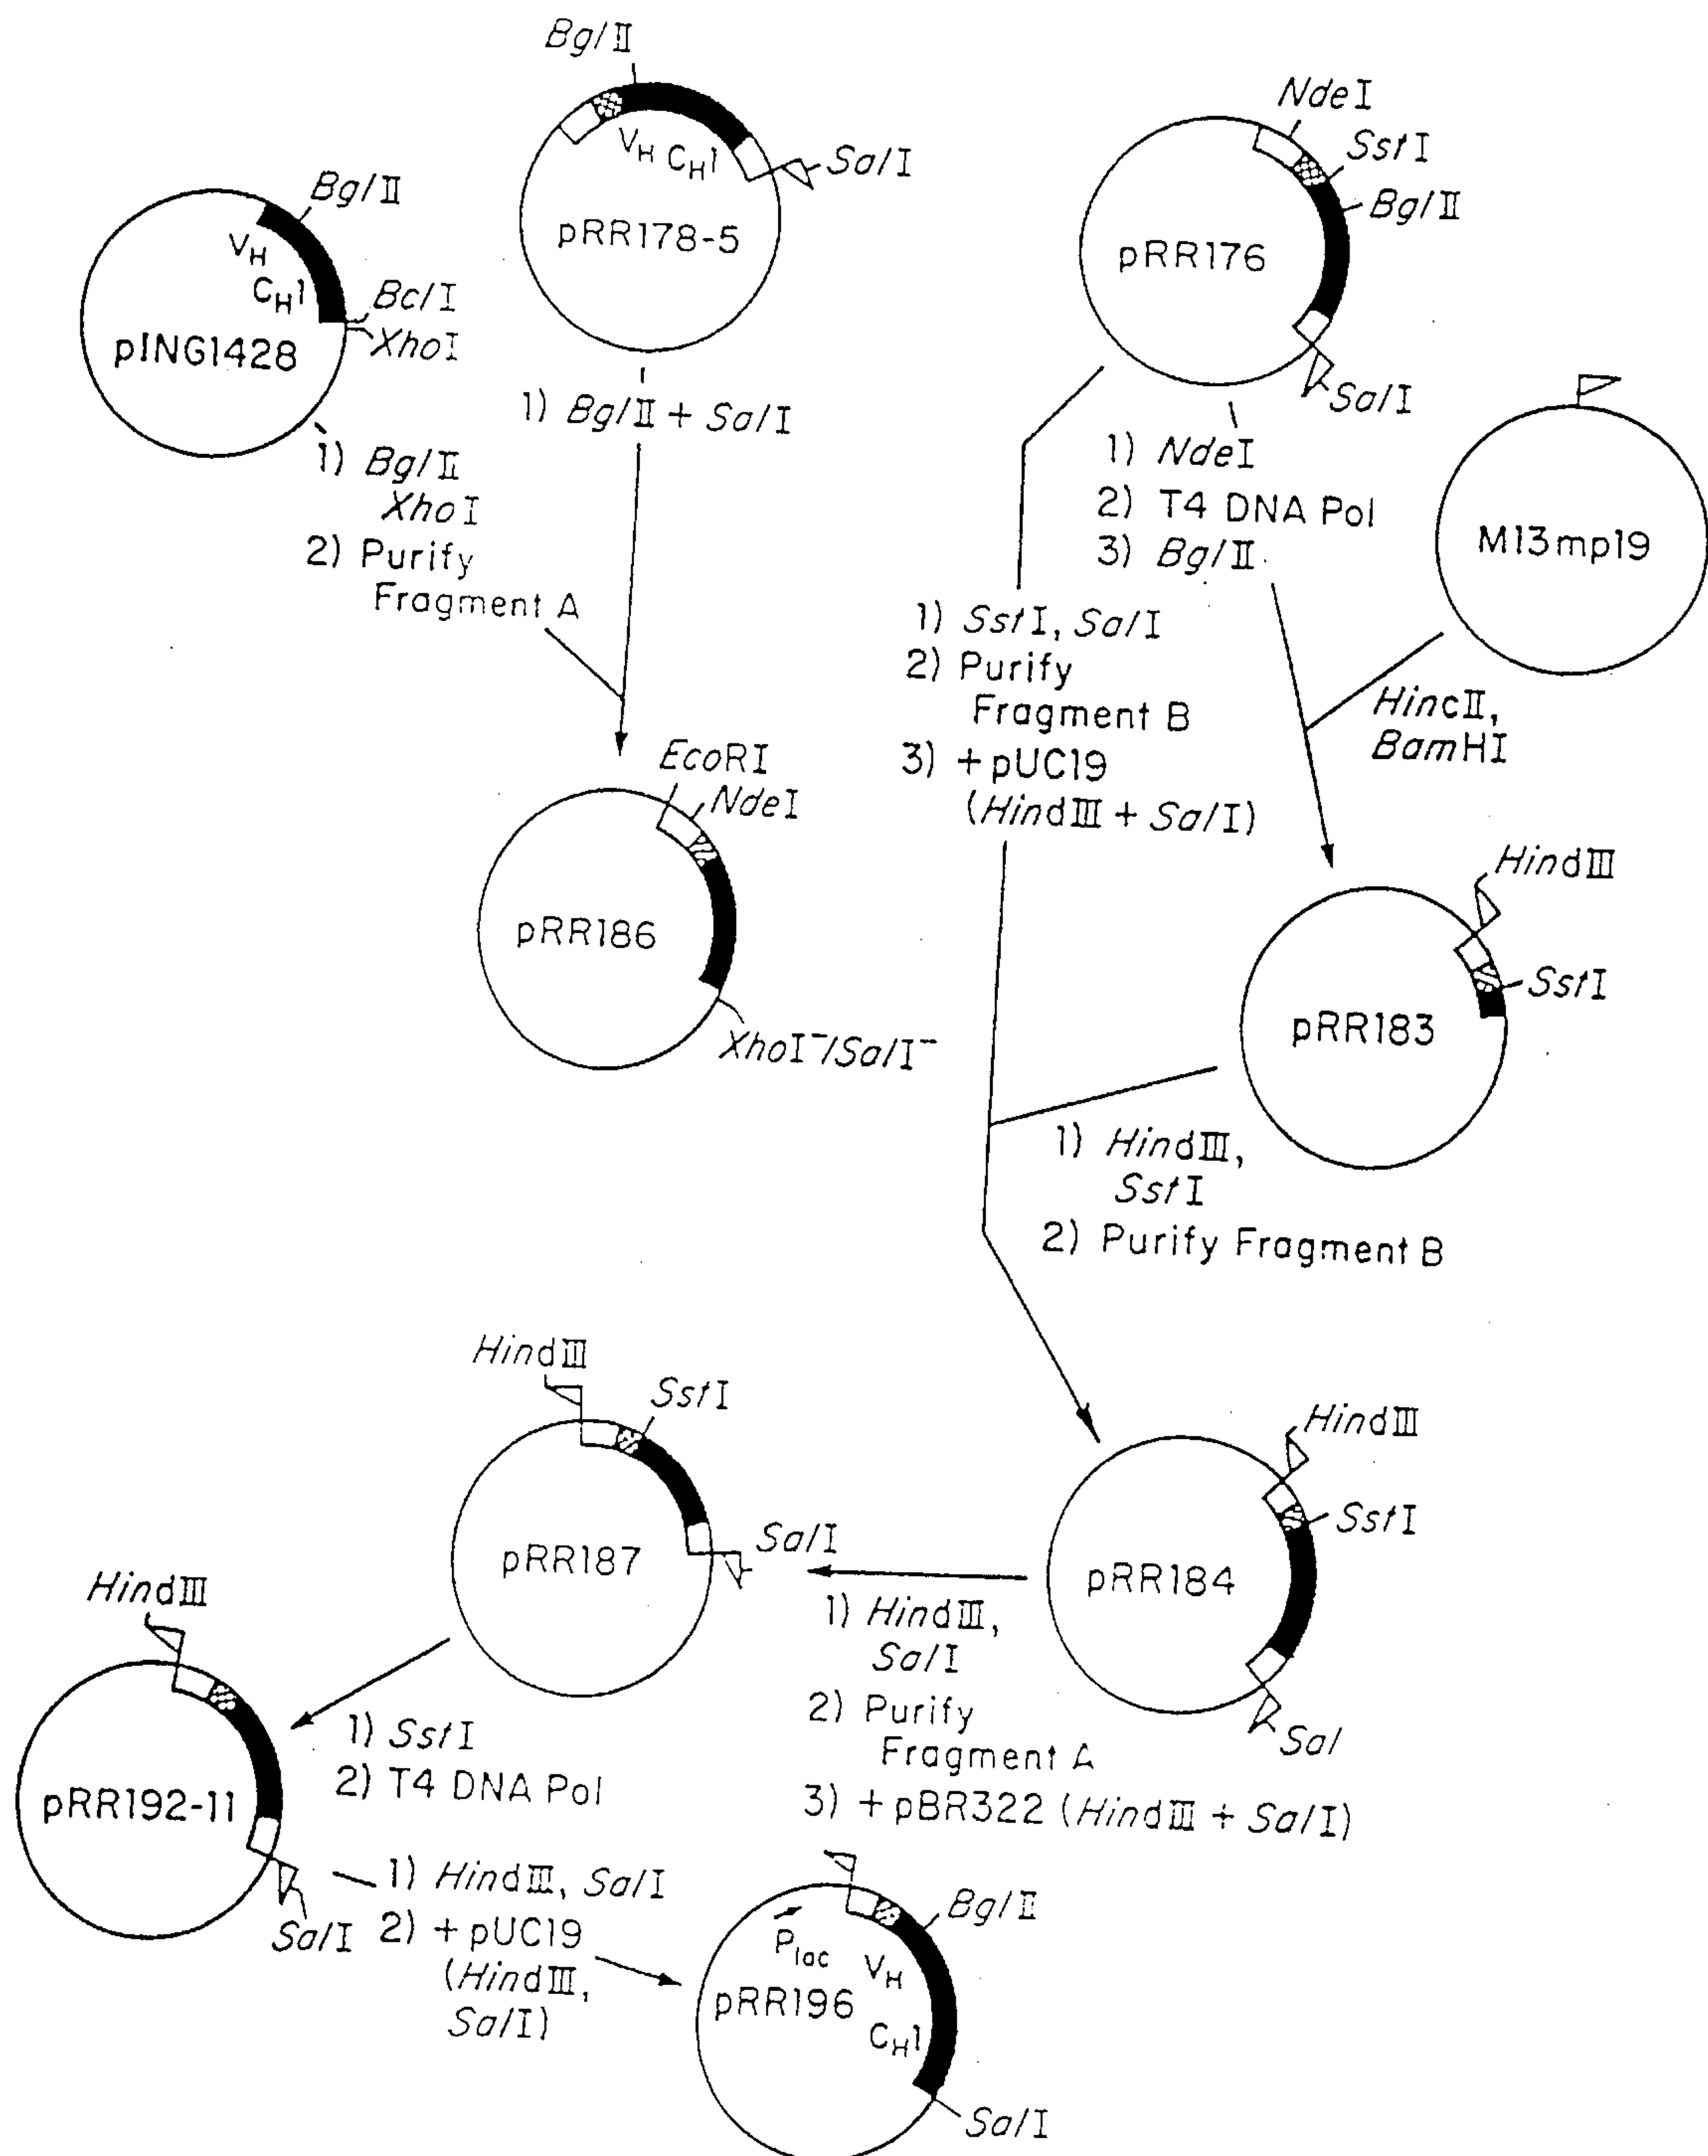 BglII
VH CH1
SalI
pRR178-5
BglII
VH
CH1
BclI
XhoI
pING1428
1) BglII
XhoI
2) Purify
Fragment A
1) BglII + SalI
EcoRI
NdeI
pRR186
XhoI⁻/SalI⁻
NdeI
SstI
BglII
pRR176
SalI
1) NdeI
2) T4 DNA Pol
3) BglII
M13mp19
HincII,
BamHI
1) SstI, SalI
2) Purify
Fragment B
3) +pUC19
(HindIII + SalI)
HindIII
SstI
pRR183
1) HindIII,
SstI
2) Purify Fragment B
HindIII
SstI
pRR184
Sal
1) HindIII,
SalI
2) Purify
Fragment A
3) +pBR322 (HindIII + SalI)
HindIII
SstI
pRR187
SalI
1) SstI
2) T4 DNA Pol
HindIII
pRR192-11
SalI
1) HindIII, SalI
2) +pUC19
(HindIII,
SalI)
BglII
Plac
VH
pRR196
CH1
SalI